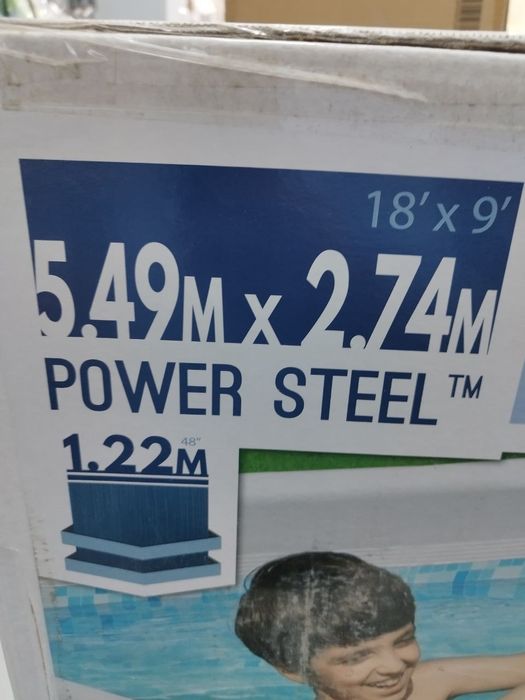 18' x 9'
5.49M x 2.74M
POWER STEEL™
48"
1.22M